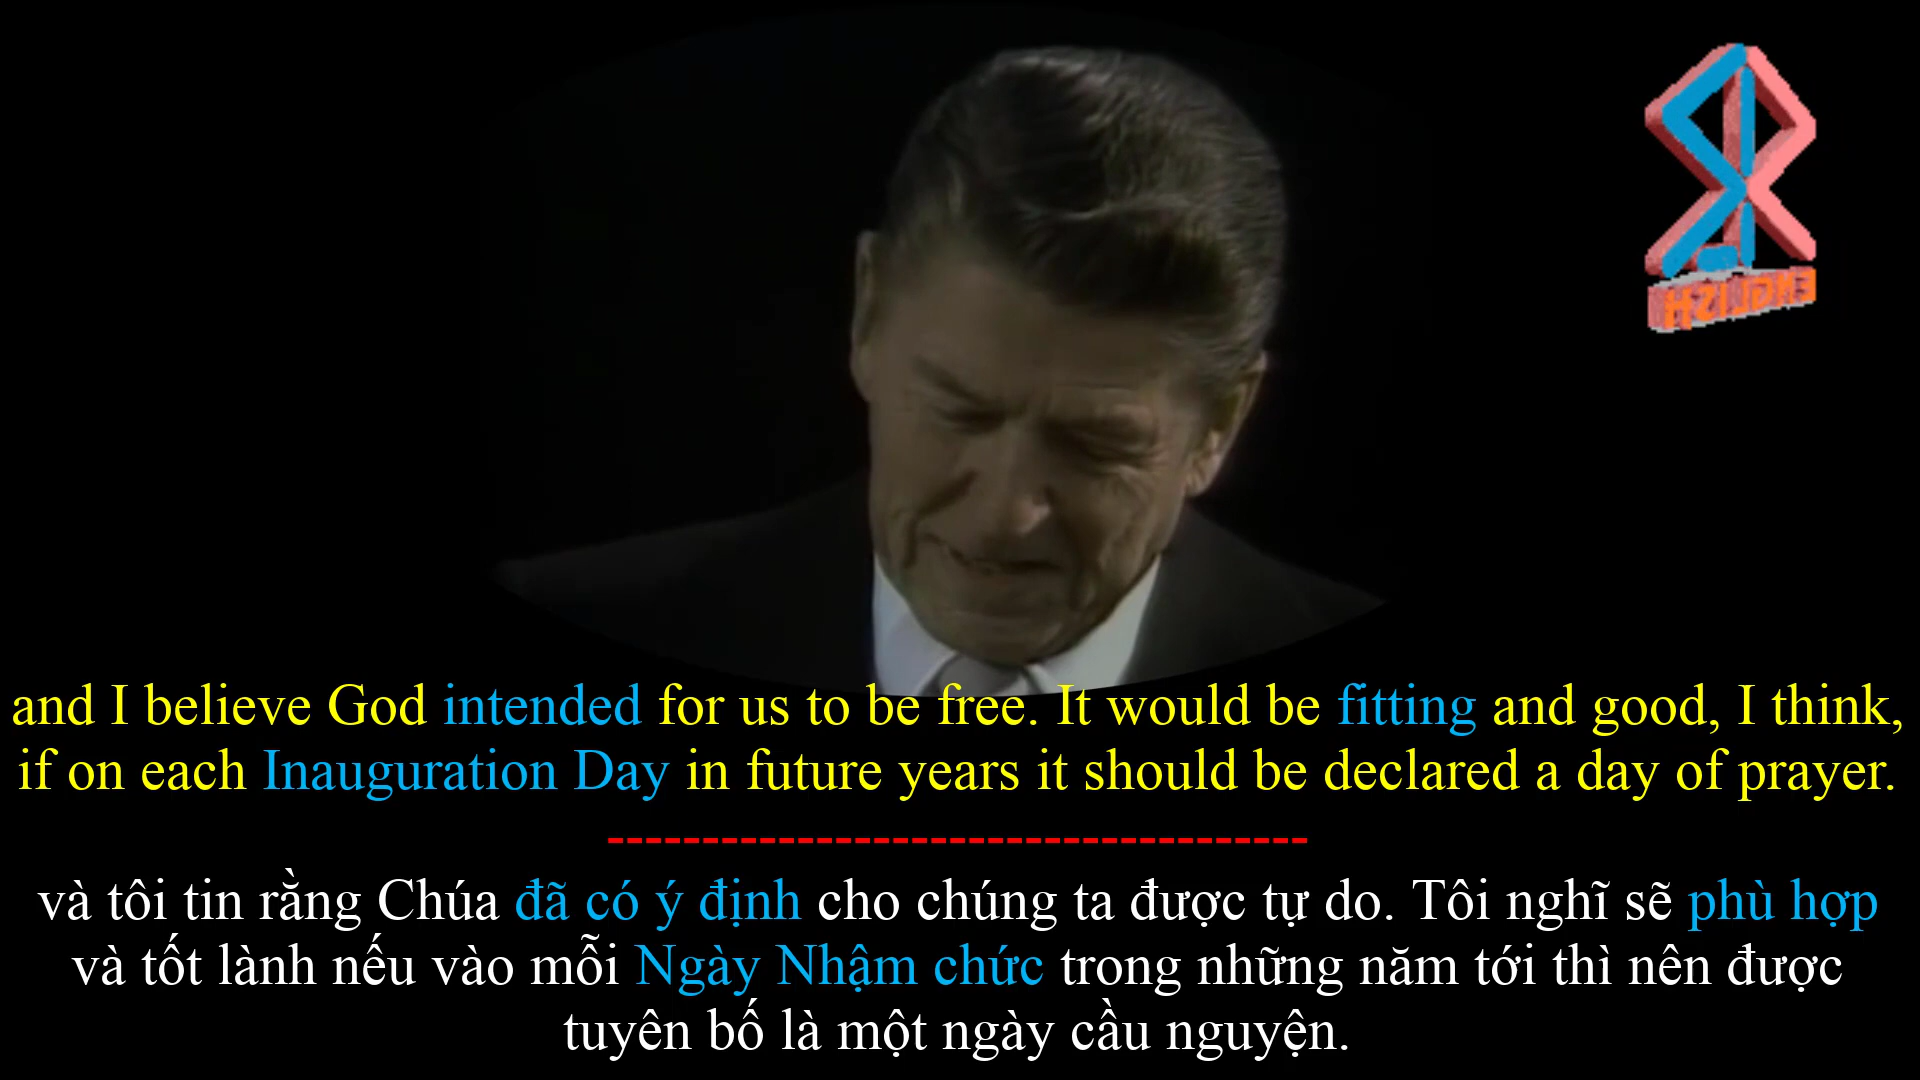 ENGLISH
and I believe God intended for us to be free. It would be fitting and good, I think,
if on each Inauguration Day in future years it should be declared a day of prayer.
-------------------------------------
và tôi tin rằng Chúa đã có ý định cho chúng ta được tự do. Tôi nghĩ sẽ phù hợp
và tốt lành nếu vào mỗi Ngày Nhậm chức trong những năm tới thì nên được
tuyên bố là một ngày cầu nguyện.